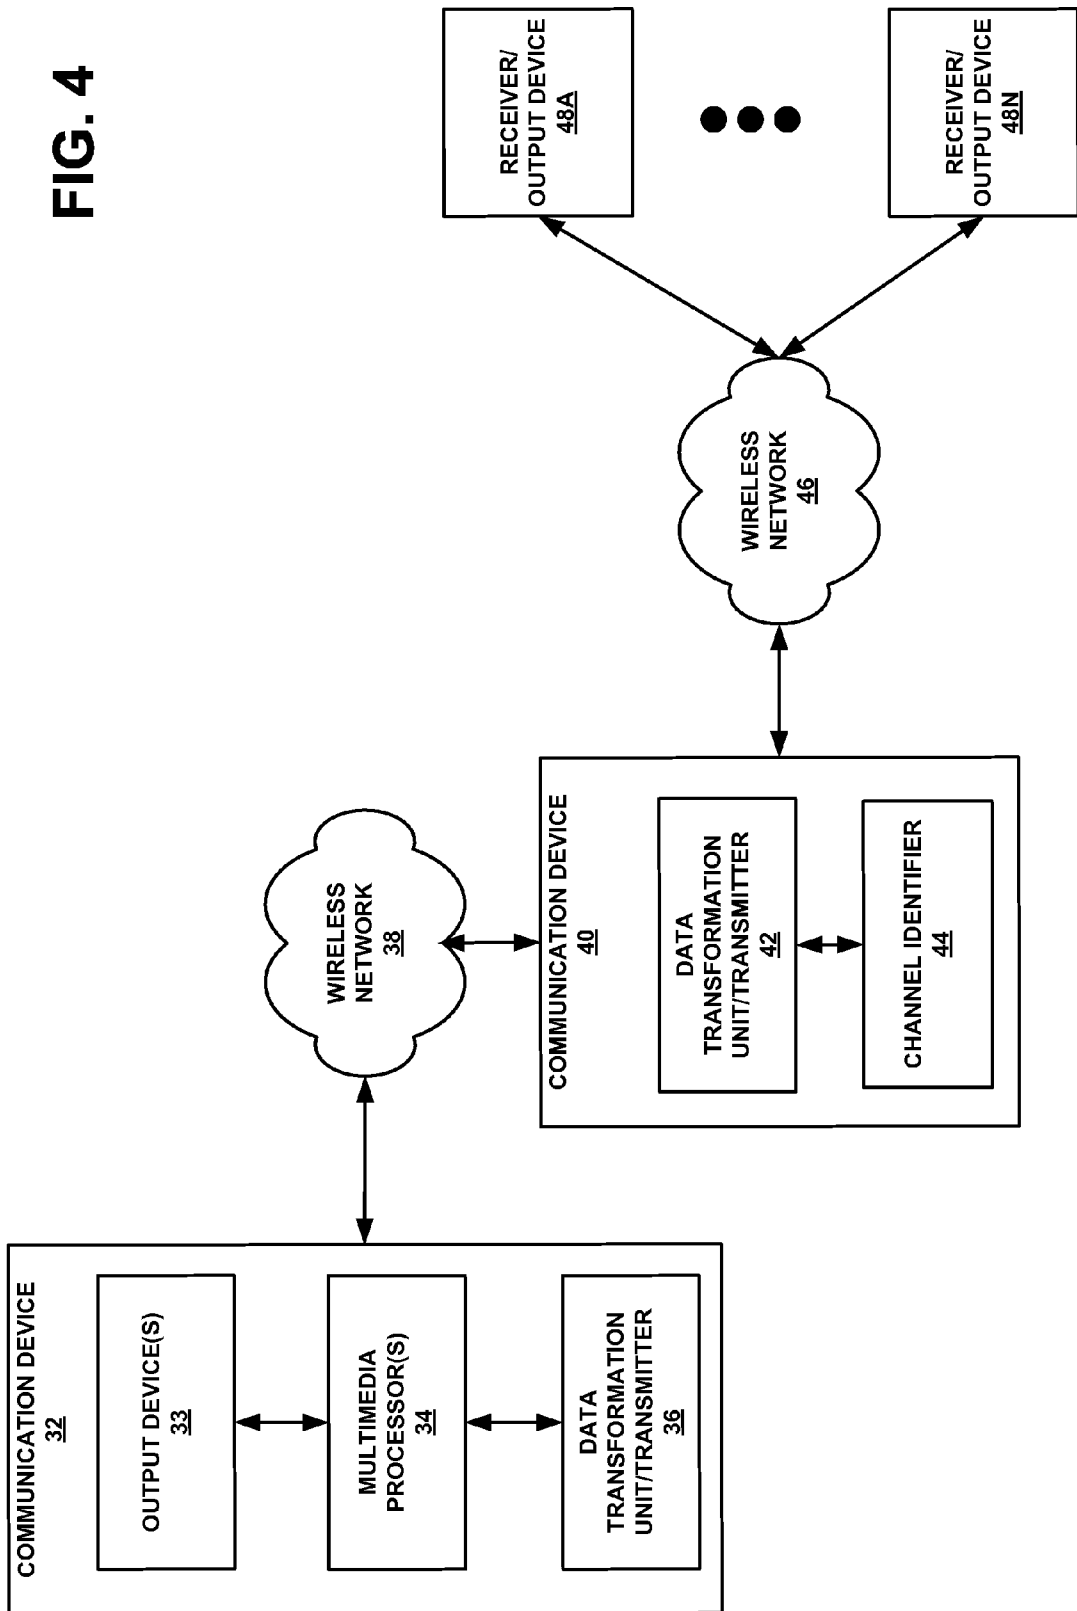 FIG. 4
COMMUNICATION DEVICE
32
OUTPUT DEVICE(S)
33
MULTIMEDIA
PROCESSOR(S)
34
DATA
TRANSFORMATION
UNIT/TRANSMITTER
36
WIRELESS
NETWORK
38
COMMUNICATION DEVICE
40
DATA
TRANSFORMATION
UNIT/TRANSMITTER
42
CHANNEL IDENTIFIER
44
WIRELESS
NETWORK
46
RECEIVER/
OUTPUT DEVICE
48A
RECEIVER/
OUTPUT DEVICE
48N